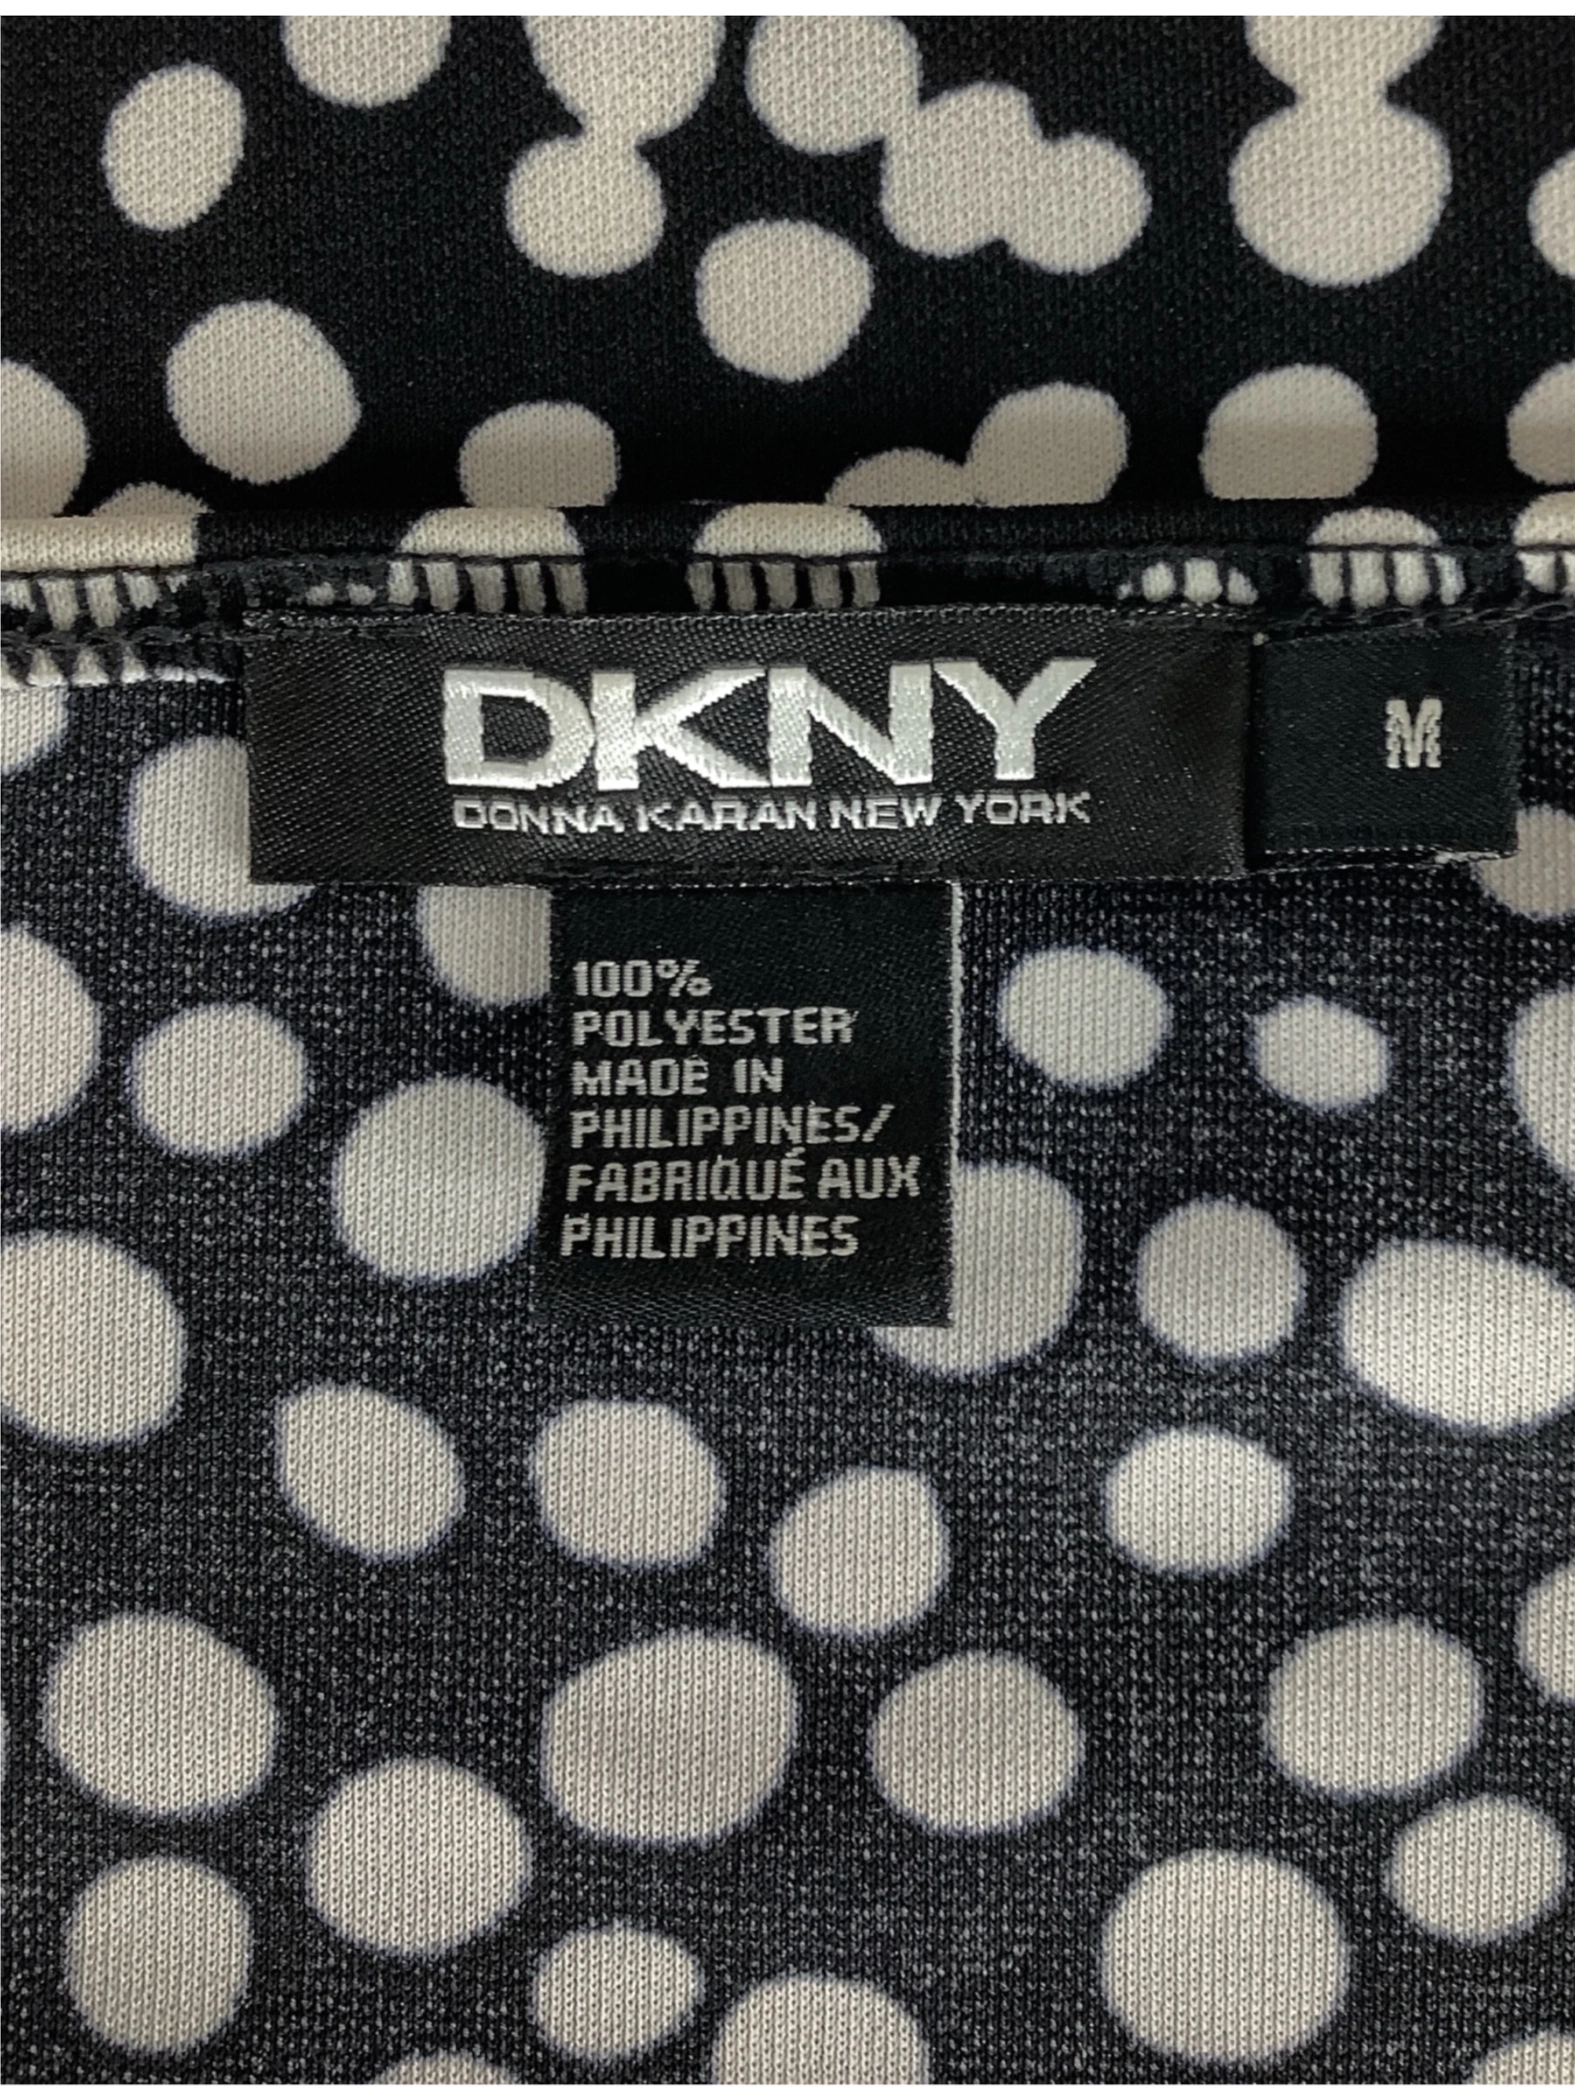 DKNY
DONNA KARAN NEW YORK
M
100%
POLYESTER
MADE IN
PHILIPPINES/
FABRIQUÉ AUX
PHILIPPINES